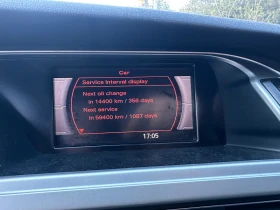 Car
Service interval display
Next oil change
in 14400 km / 356 days
Next service
in 59400 km / 1087 days
17:05